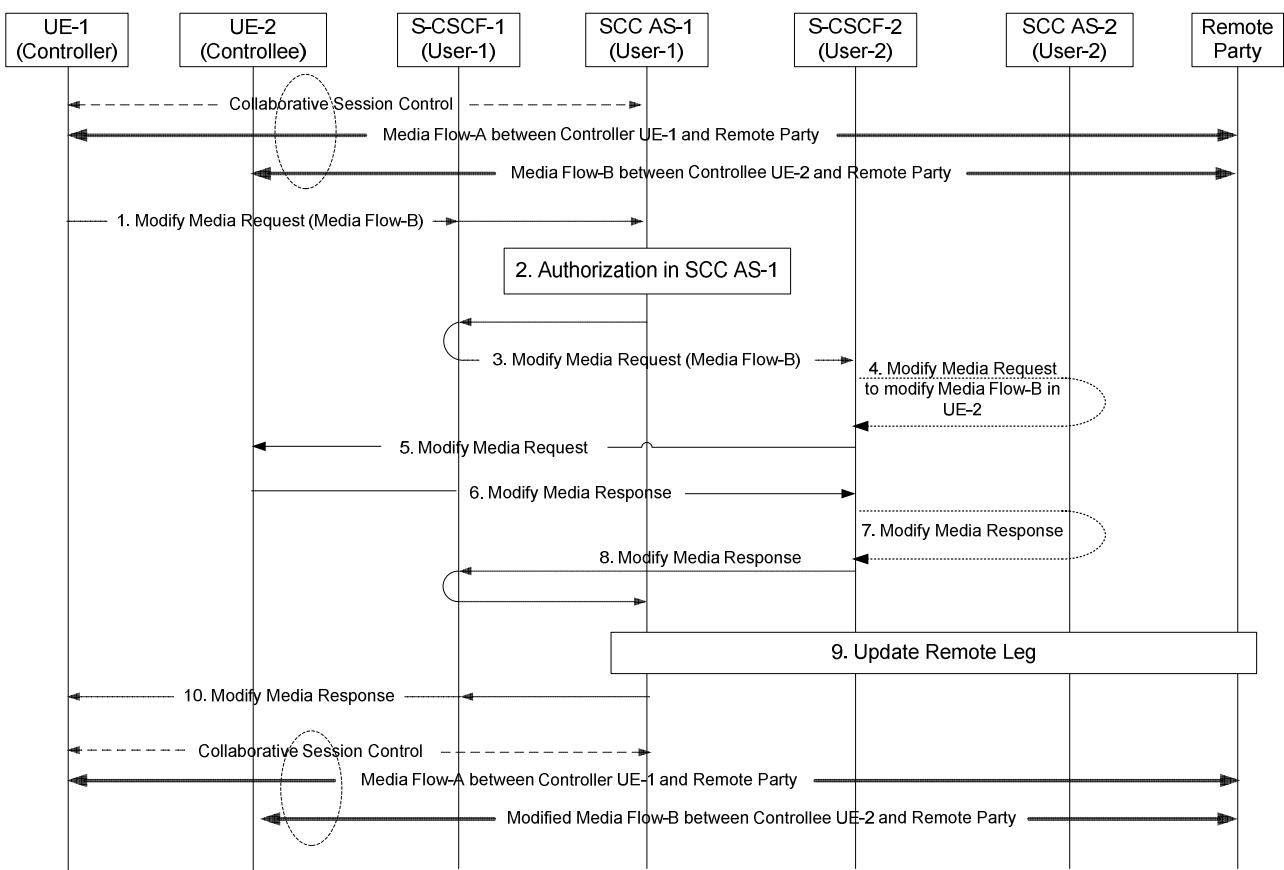 UE-1
(Controller)
UE-2
(Controllee)
S-CSCF-1
(User-1)
SCC AS-1
(User-1)
S-CSCF-2
(User-2)
SCC AS-2
(User-2)
Remote
Party
Collaborative Session Control
Media Flow-A between Controller UE-1 and Remote Party
Media Flow-B between Controllee UE-2 and Remote Party
1. Modify Media Request (Media Flow-B)
2. Authorization in SCC AS-1
3. Modify Media Request (Media Flow-B)
4. Modify Media Request
to modify Media Flow-B in
UE-2
5. Modify Media Request
6. Modify Media Response
7. Modify Media Response
8. Modify Media Response
9. Update Remote Leg
10. Modify Media Response
Collaborative Session Control
Media Flow-A between Controller UE-1 and Remote Party
Modified Media Flow-B between Controllee UE-2 and Remote Party